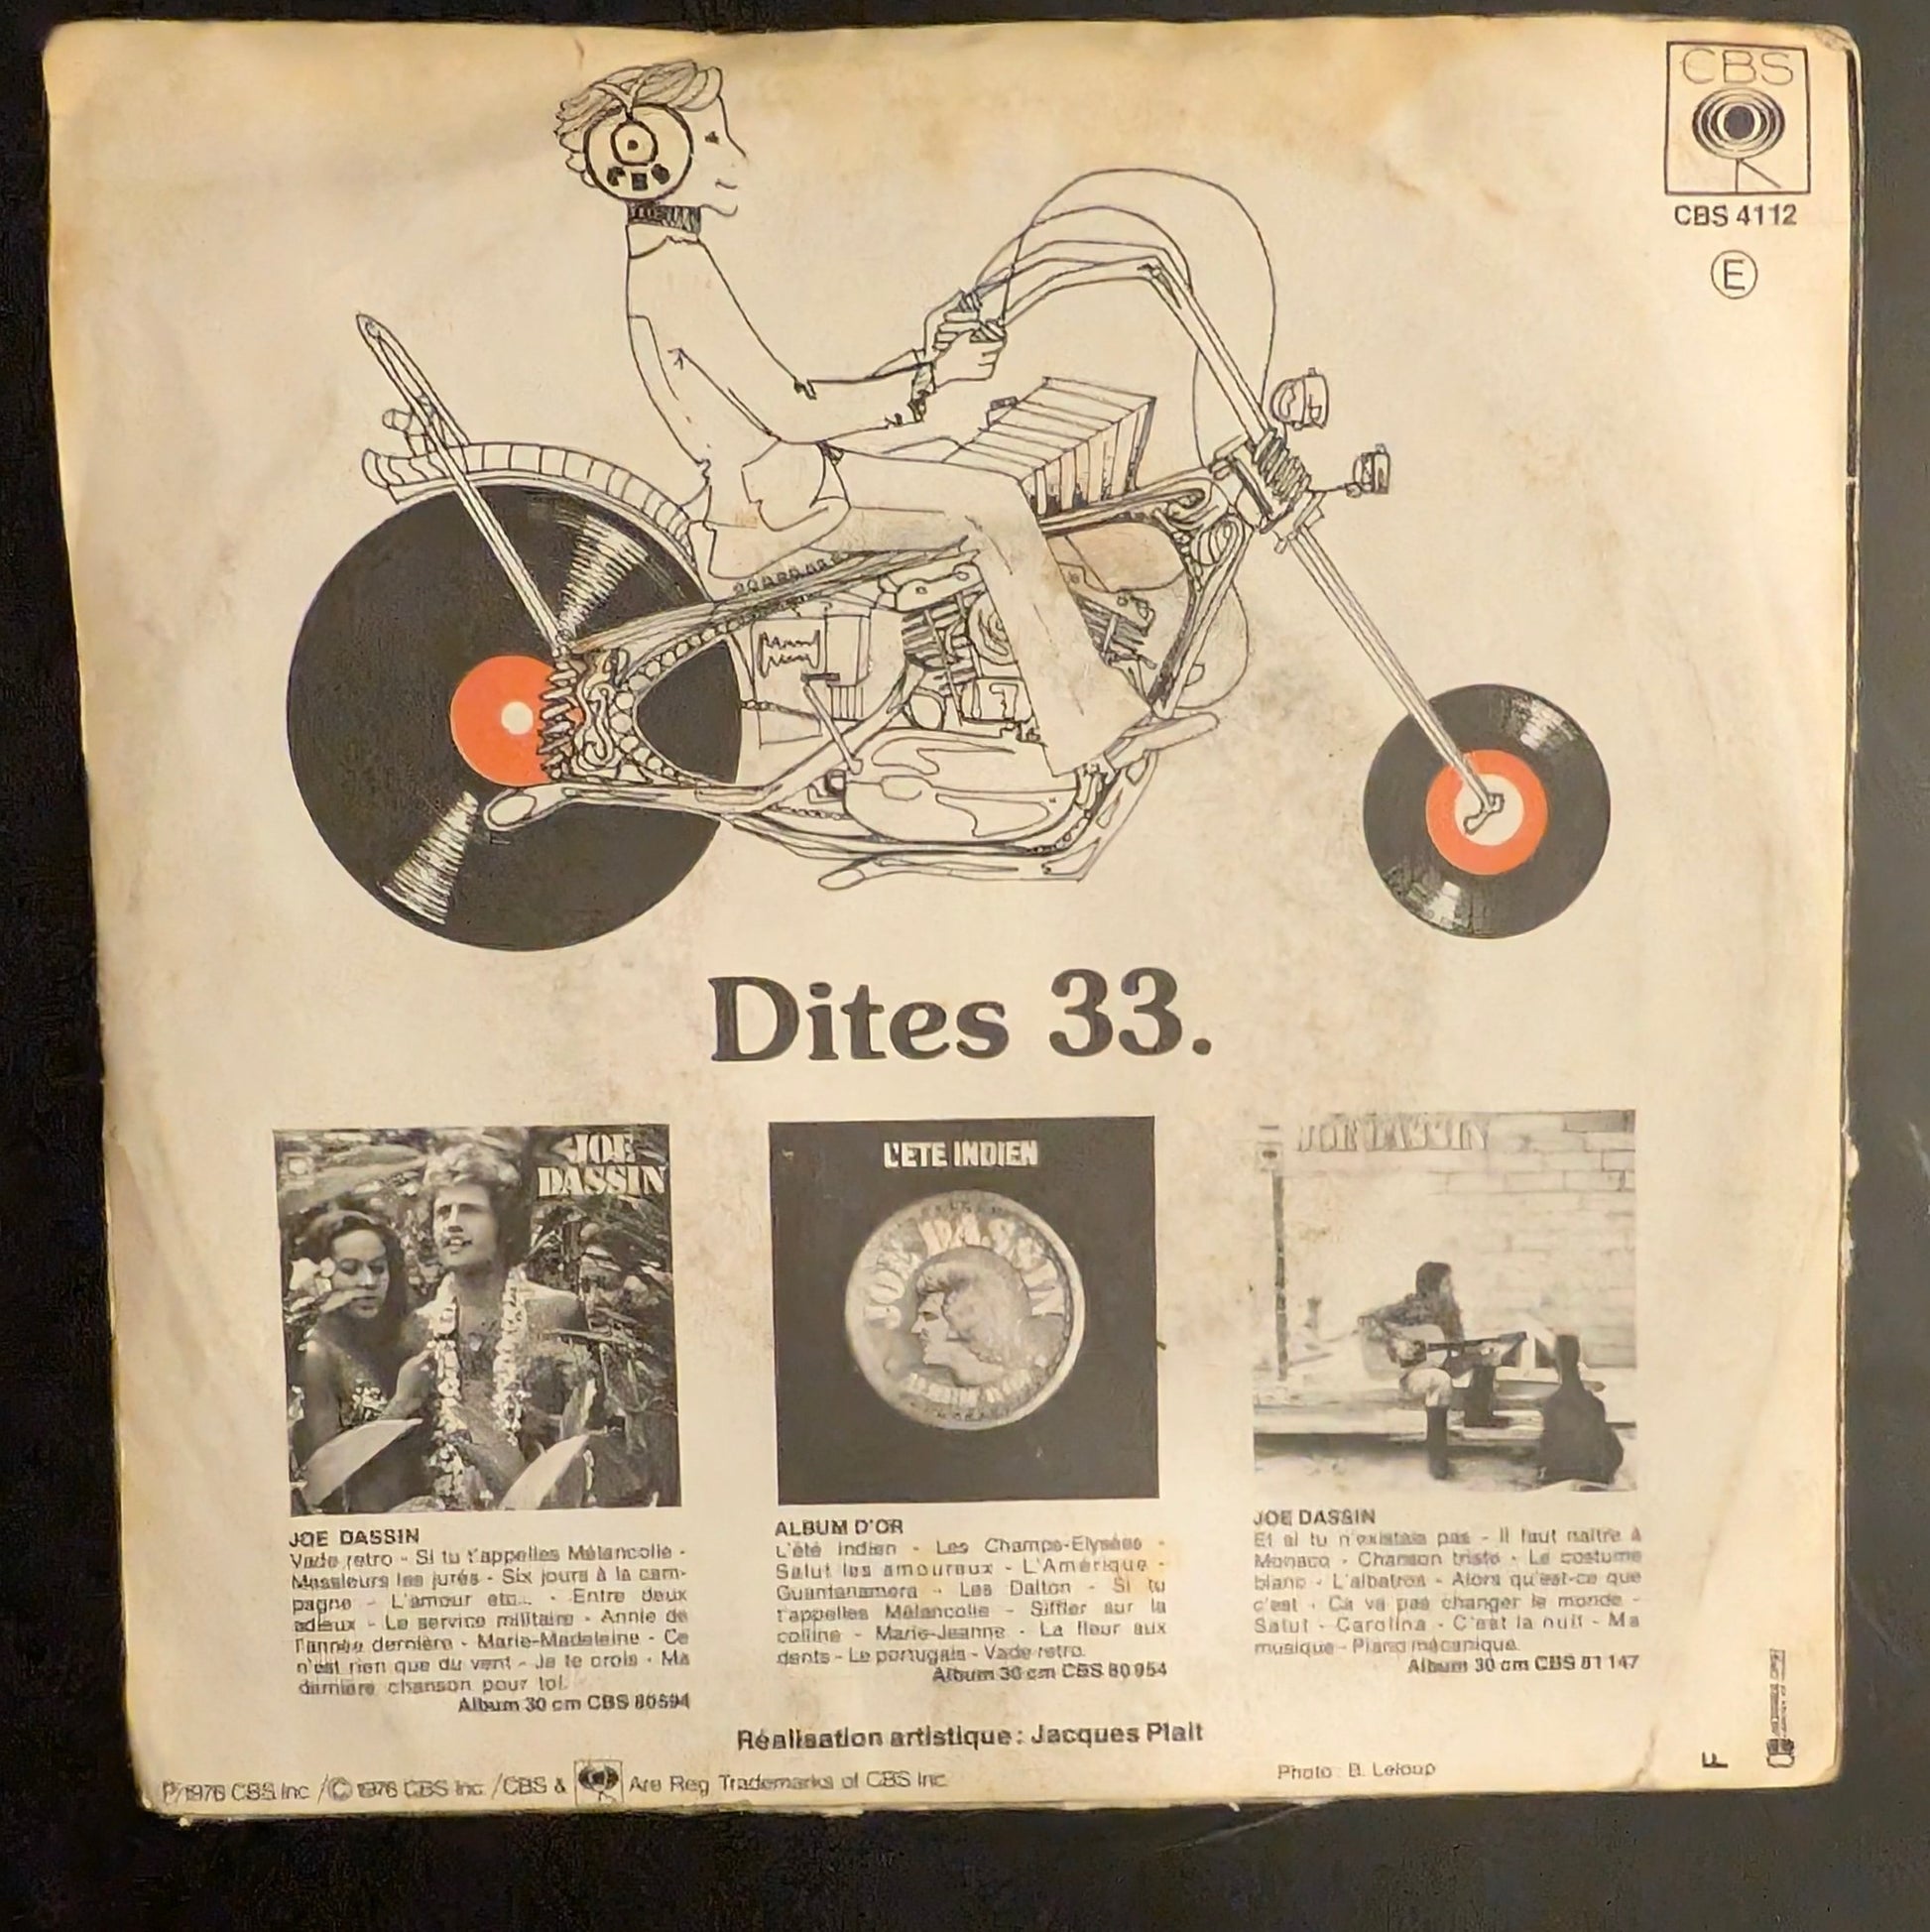 CBS
CBS 4112
E
CBS
Dites 33.
JOE
DASSIN
L'ETE INDIEN
JOE DASSIN
JOE DASSIN
JOE DASSIN
Vade retro - Si tu t'appelles Mélancolie -
Messieurs les jurés - Six jours à la cam-
pagne - L'amour etc... - Entre deux
adieux - Le service militaire - Annie de
l'année dernière - Marie-Madeleine - Ce
n'est rien que du vent - Je te crois - Ma
dernière chanson pour toi.
Album 30 cm CBS 80594
ALBUM D'OR
L'été indien - Les Champs-Elysées -
Salut les amoureux - L'Amérique -
Guantanamera - Les Dalton - Si tu
t'appelles Mélancolie - Siffler sur la
colline - Marie-Jeanne - La fleur aux
dents - Le portugais - Vade retro.
Album 30 cm CBS 80 954
JOE DASSIN
Et si tu n'existais pas - Il faut naître à
Monaco - Chanson triste - Le costume
blanc - L'albatros - Alors qu'est-ce que
c'est - Ca va pas changer le monde -
Salut - Carolina - C'est la nuit - Ma
musique - Piano mécanique.
Album 30 cm CBS 81 147
Réalisation artistique : Jacques Plait
P 1976 CBS Inc / © 1976 CBS Inc / CBS & Are Reg Trademarks of CBS Inc
Photo : B. Leloup
F